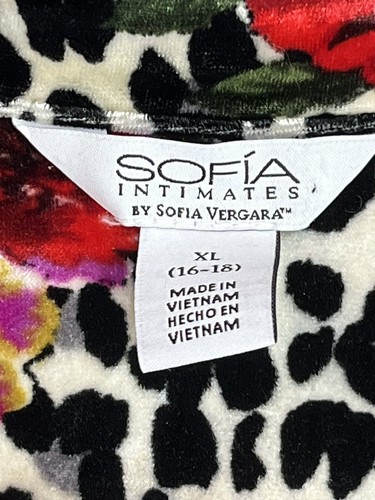 SOFÍA
INTIMATES
BY SOFIA VERGARA™
XL
(16-18)
MADE IN
VIETNAM
HECHO EN
VIETNAM